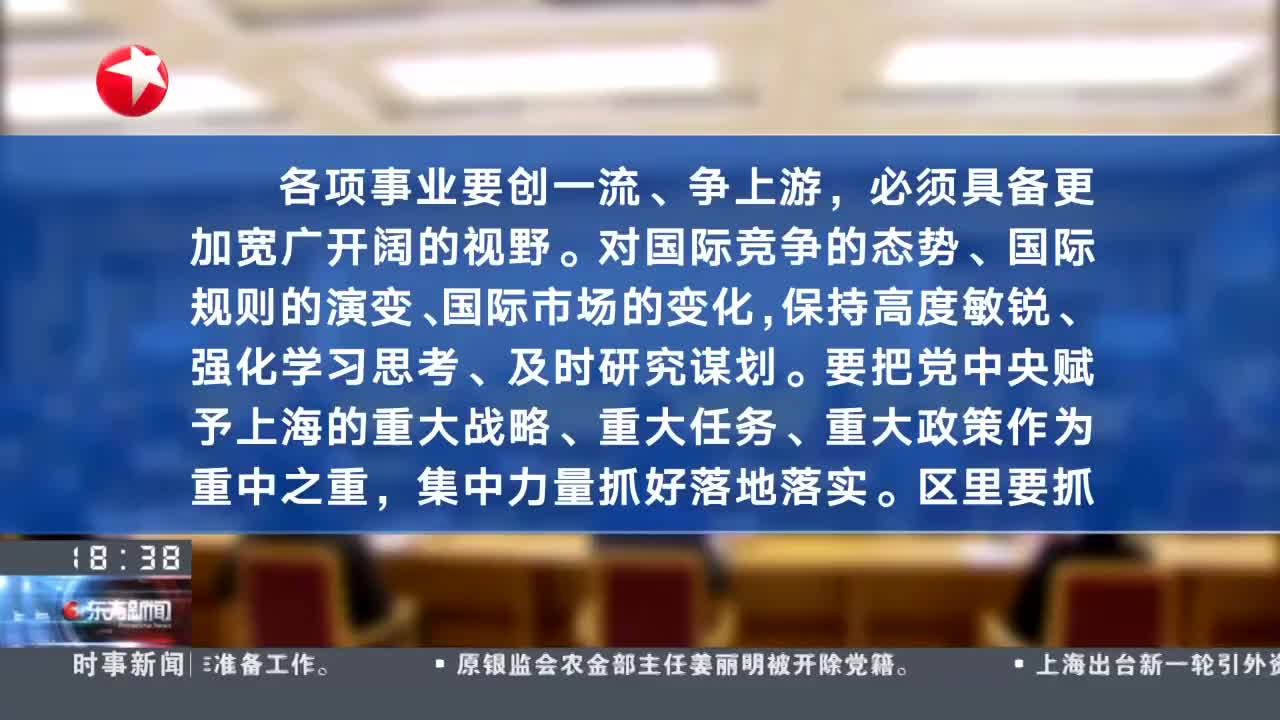 各项事业要创一流、争上游，必须具备更
加宽广开阔的视野。对国际竞争的态势、国际
规则的演变、国际市场的变化，保持高度敏锐、
强化学习思考、及时研究谋划。要把党中央赋
予上海的重大战略、重大任务、重大政策作为
重中之重，集中力量抓好落地落实。区里要抓
18:38
东方新闻
时事新闻
准备工作。
▪ 原银监会农金部主任姜丽明被开除党籍。
▪ 上海出台新一轮引外资